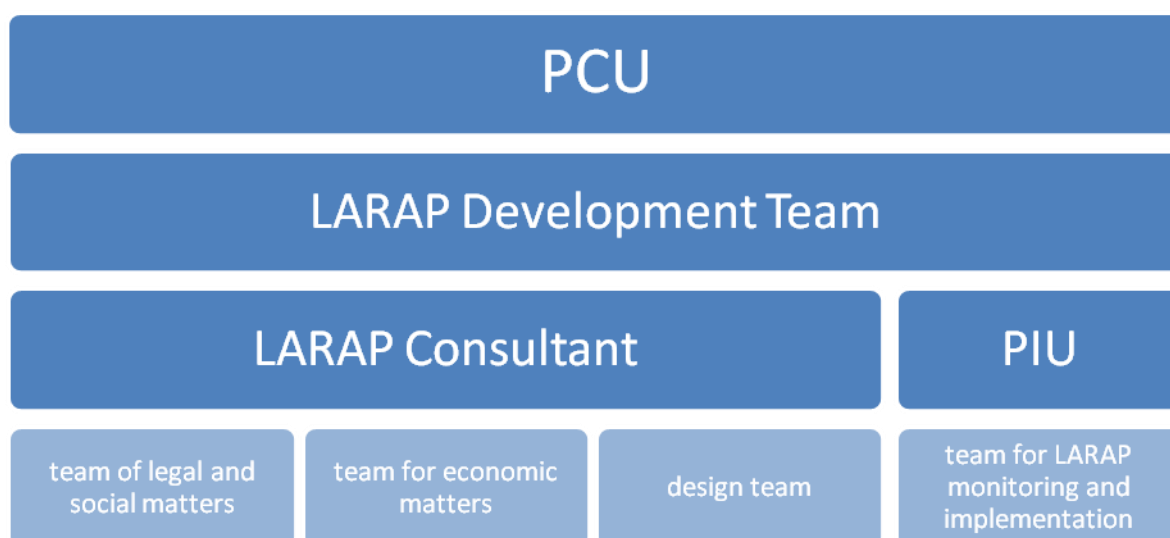 PCU
LARAP Development Team
LARAP Consultant
PIU
team of legal and
social matters
team for economic
matters
design team
team for LARAP
monitoring and
implementation